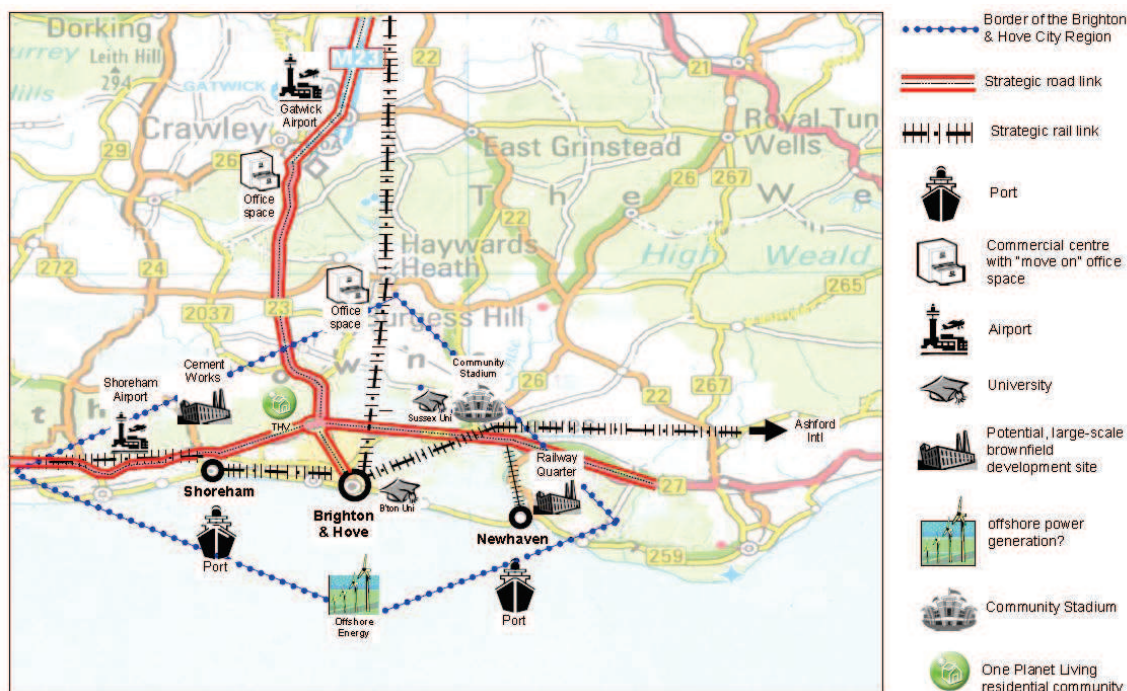 Dorking
Leith Hill
294
urrey
Hills
M23
22
21
GATWICK
Gatwick
Airport
Crawley
29
26
Office
space
East Grinstead
Royal Tun
Wells
26
267
T h e W e
22
Haywards
Heath
High Weald
272
24
23
2037
265
Office
space
urgess Hill
Cement
Works
Shoreham
Airport
Community
Stadium
26
267
THV
Sussex Uni
Ashford
Intl
Railway
Quarter
27
Shoreham
Brighton
& Hove
B'ton Uni
Newhaven
259
Port
Offshore
Energy
Port
Border of the Brighton
& Hove City Region
Strategic road link
Strategic rail link
Port
Commercial centre
with "move on" office
space
Airport
University
Potential, large-scale
brownfield
development site
offshore power
generation?
Community Stadium
One Planet Living
residential community